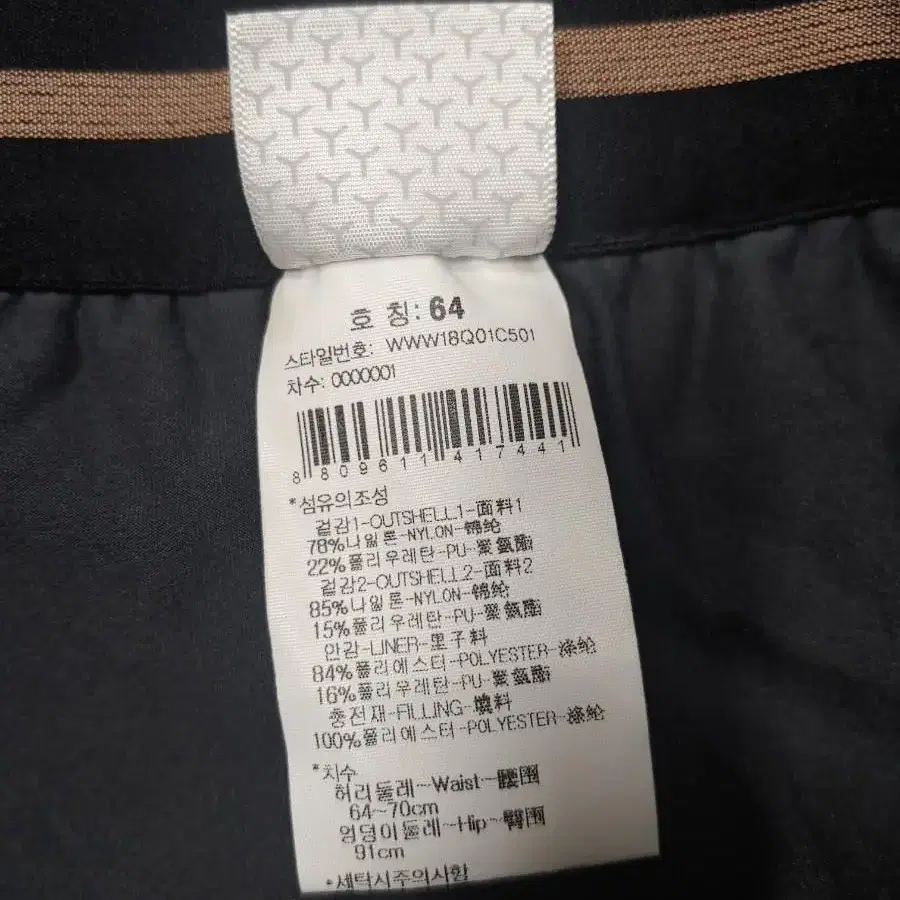 호 칭: 64
스타일번호: WWW18Q01C501
차수: 0000001
8 809611 417441
*섬유의조성
겉감1-OUTSHELL1-面料1
78%나일론-NYLON-锦纶
22%폴리우레탄-PU-聚氨酯
겉감2-OUTSHELL2-面料2
85%나일론-NYLON-锦纶
15%폴리우레탄-PU-聚氨酯
안감-LINER-里子料
84%폴리에스터-POLYESTER-涤纶
16%폴리우레탄-PU-聚氨酯
충전재-FILLING-填料
100%폴리에스터-POLYESTER-涤纶
*치수
허리둘레-Waist-腰围
64~70cm
엉덩이둘레-Hip-臀围
91cm
*세탁시주의사항